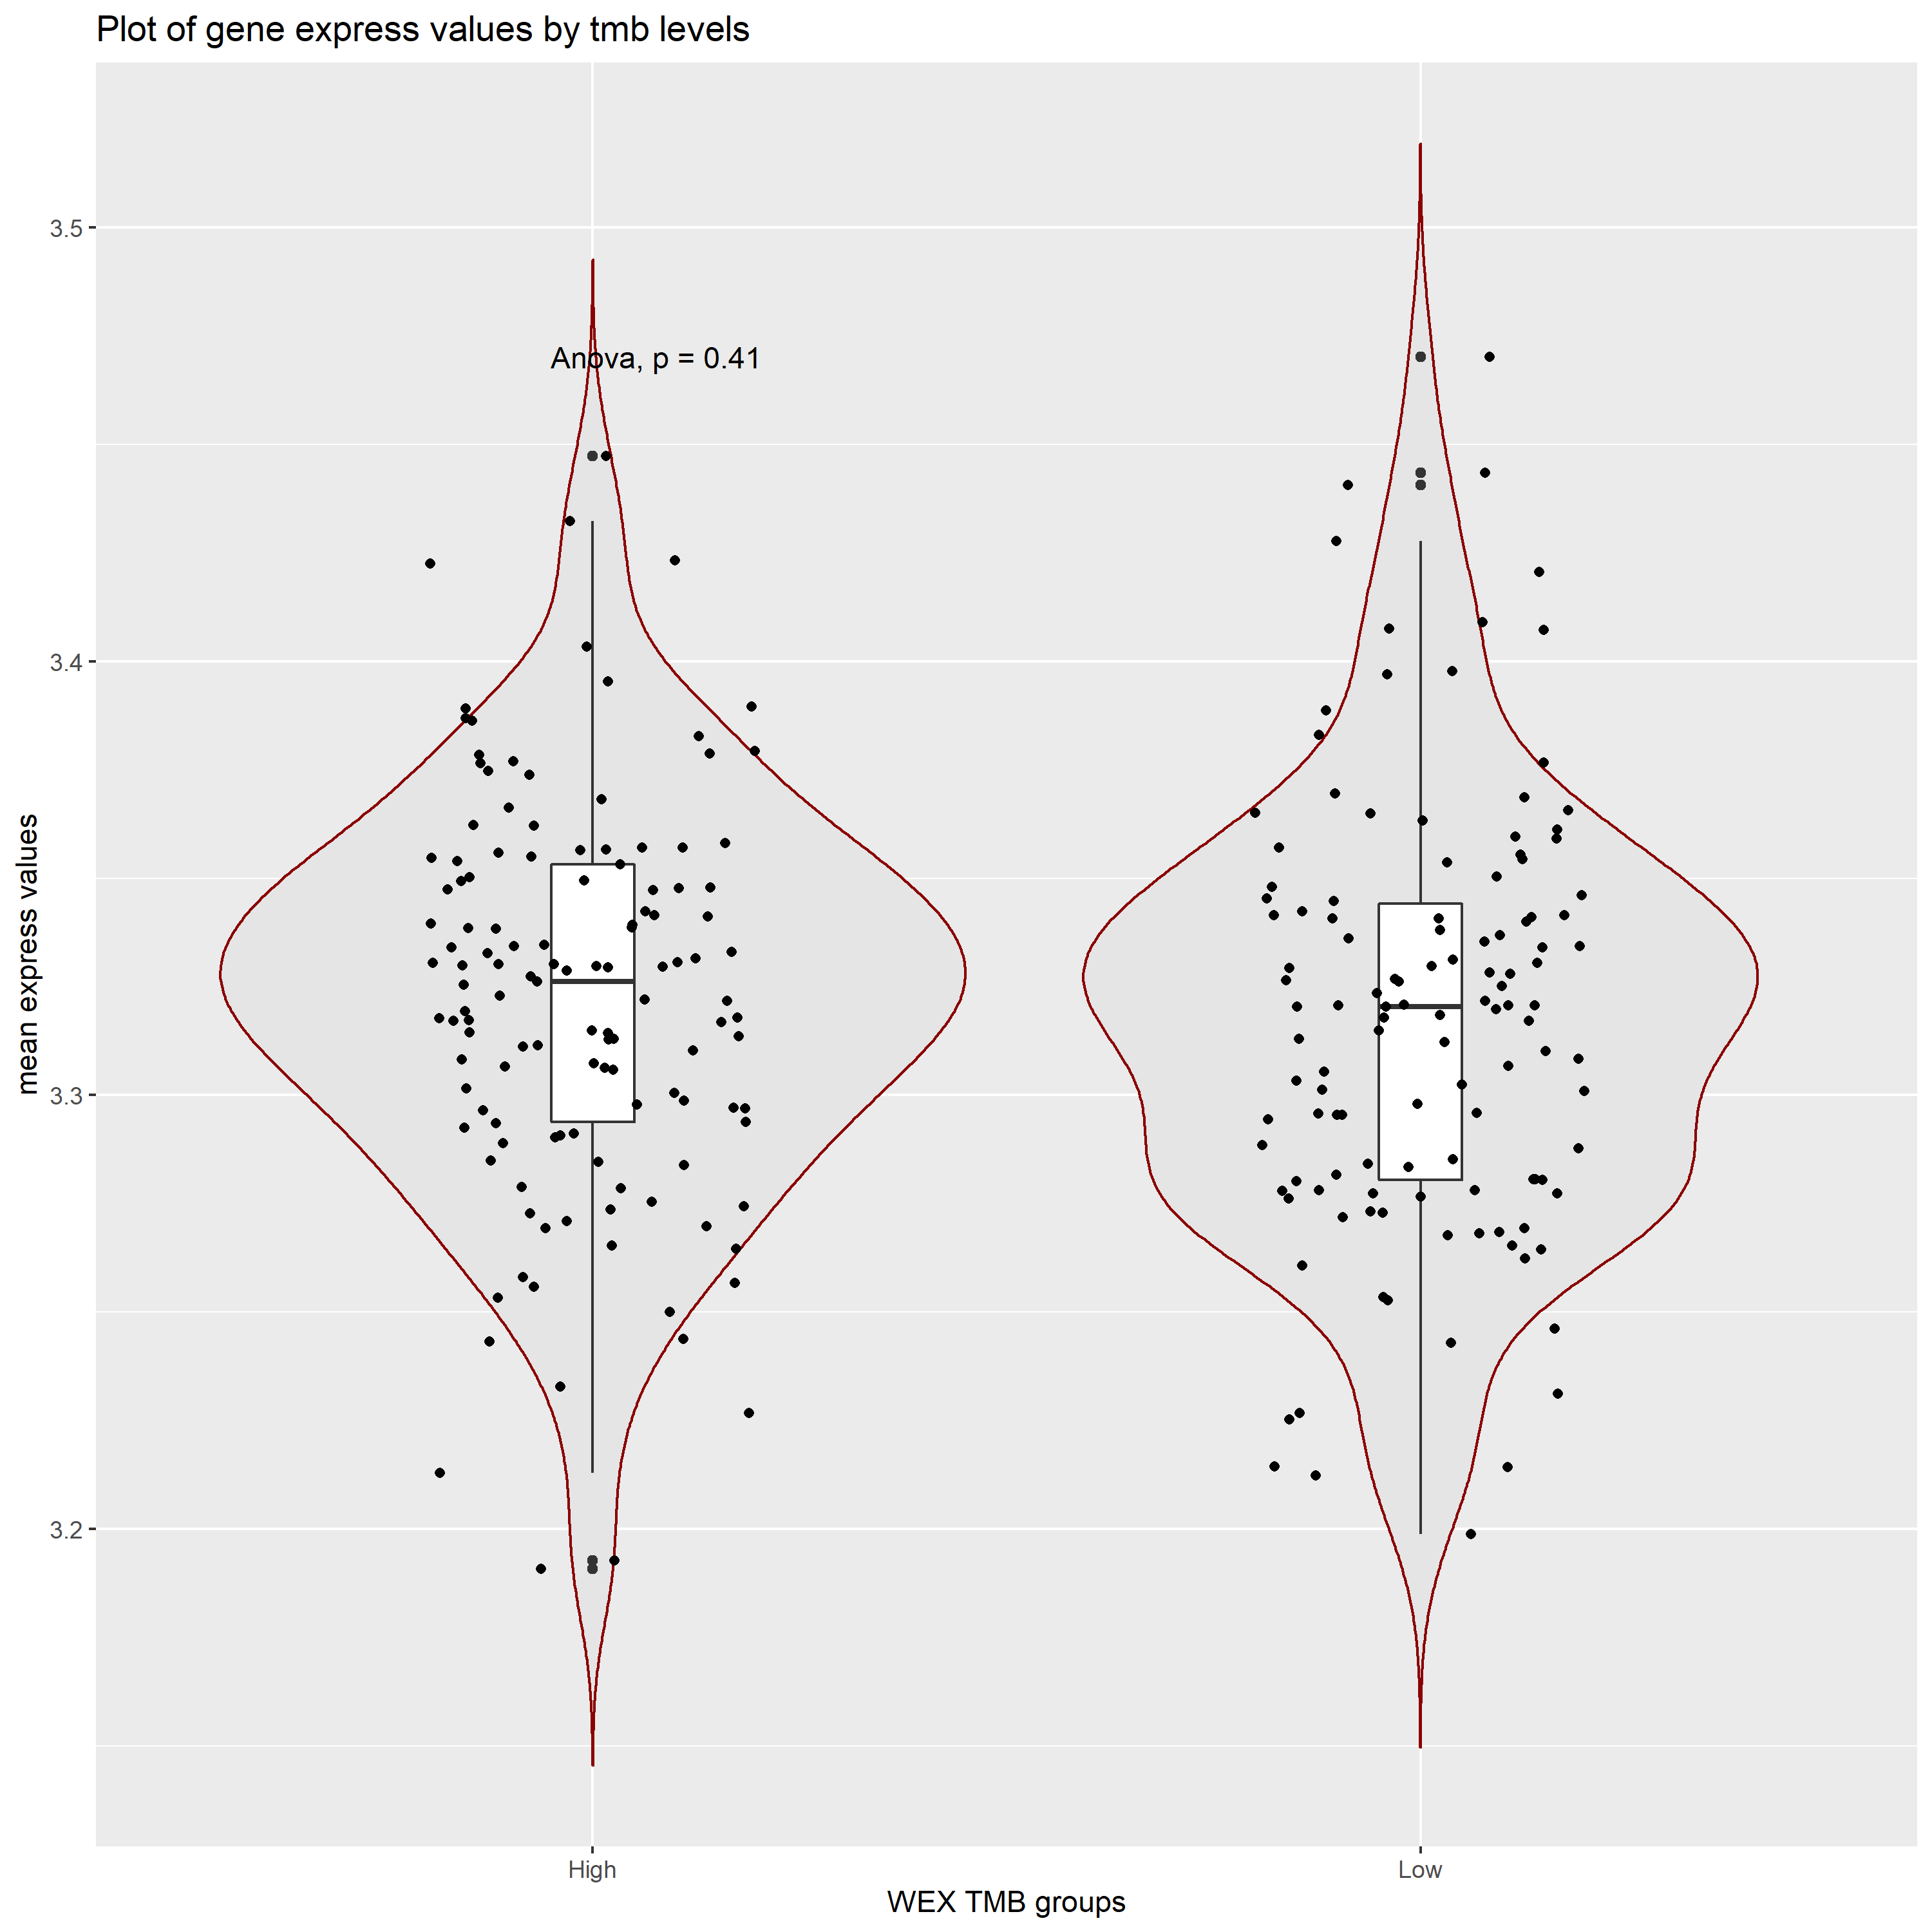 Plot of gene express values by tmb levels
Anova, p = 0.41
mean express values
3.5
3.4
3.3
3.2
High
Low
WEX TMB groups